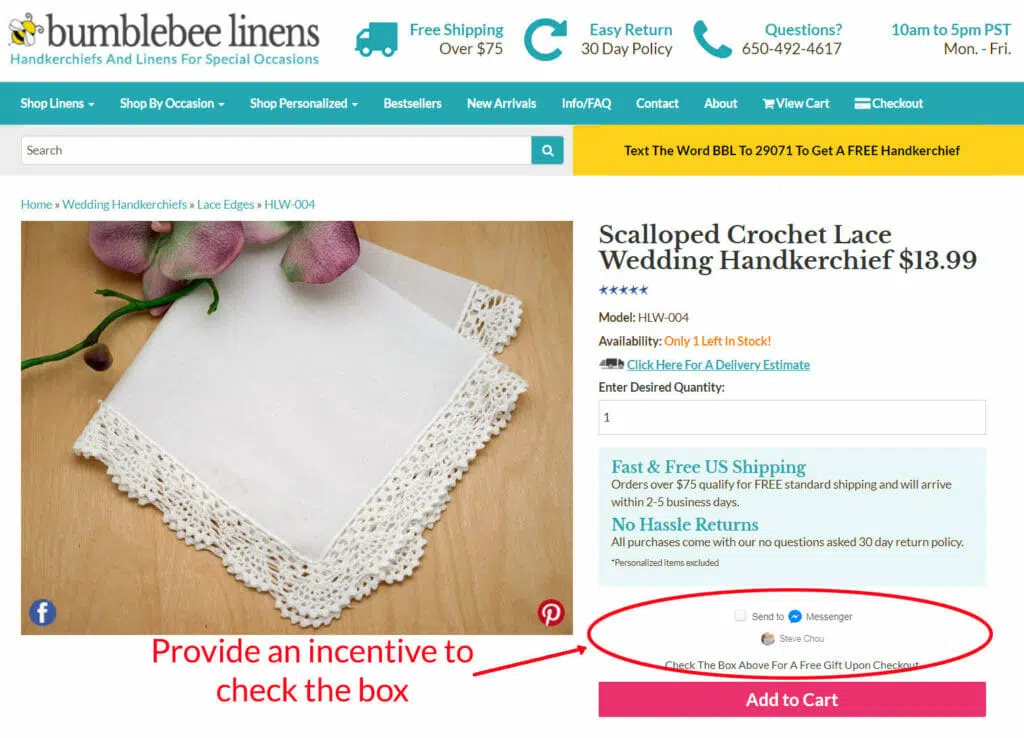 bumblebee linens
Handkerchiefs And Linens For Special Occasions
Free Shipping
Over $75
Easy Return
30 Day Policy
Questions?
650-492-4617
10am to 5pm PST
Mon. - Fri.
Shop Linens Shop By Occasion Shop Personalized Bestsellers New Arrivals Info/FAQ Contact About View Cart Checkout
Search
Text The Word BBL To 29071 To Get A FREE Handkerchief
Home » Wedding Handkerchiefs » Lace Edges » HLW-004
Scalloped Crochet Lace
Wedding Handkerchief $13.99
Model: HLW-004
Availability: Only 1 Left In Stock!
Click Here For A Delivery Estimate
Enter Desired Quantity:
1
Fast & Free US Shipping
Orders over $75 qualify for FREE standard shipping and will arrive
within 2-5 business days.
No Hassle Returns
All purchases come with our no questions asked 30 day return policy.
*Personalized items excluded
Send to Messenger
Steve Chou
Check The Box Above For A Free Gift Upon Checkout
Add to Cart
Provide an incentive to
check the box